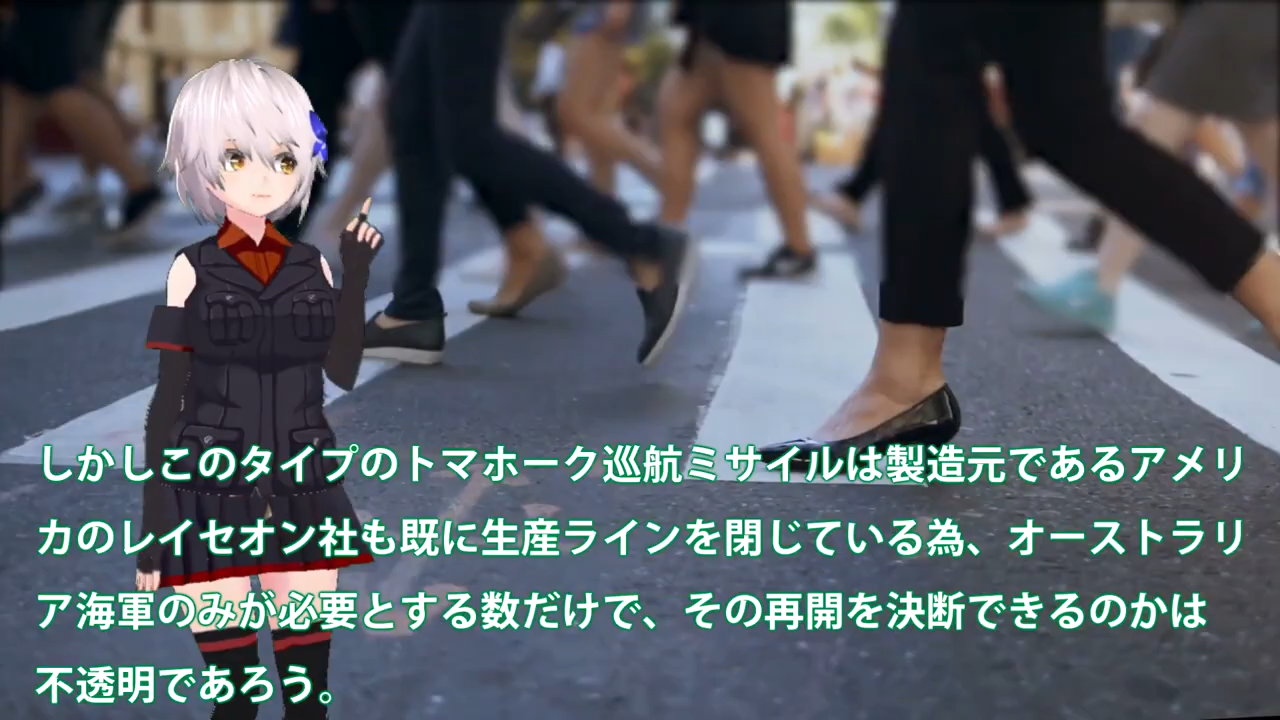 しかしこのタイプのトマホーク巡航ミサイルは製造元であるアメリ
カのレイセオン社も既に生産ラインを閉じている為、オーストラリ
ア海軍のみが必要とする数だけで、その再開を決断できるのかは
不透明であろう。